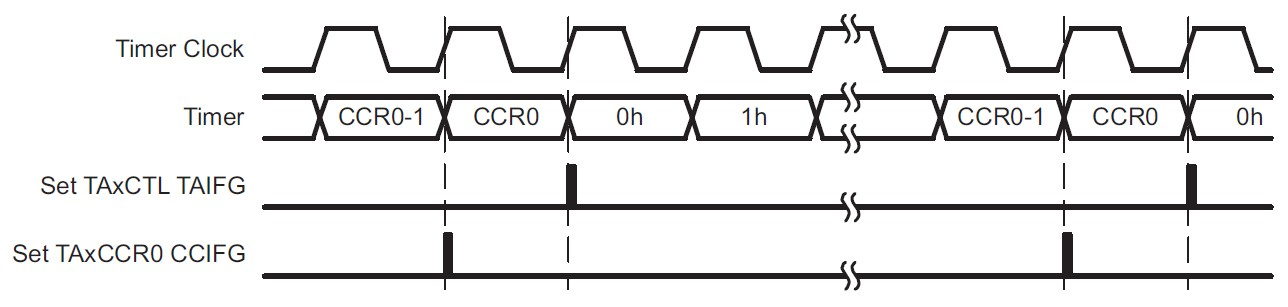 Timer Clock
Timer CCR0-1 CCR0 0h 1h CCR0-1 CCR0 0h
Set TAxCTL TAIFG
Set TAxCCR0 CCIFG